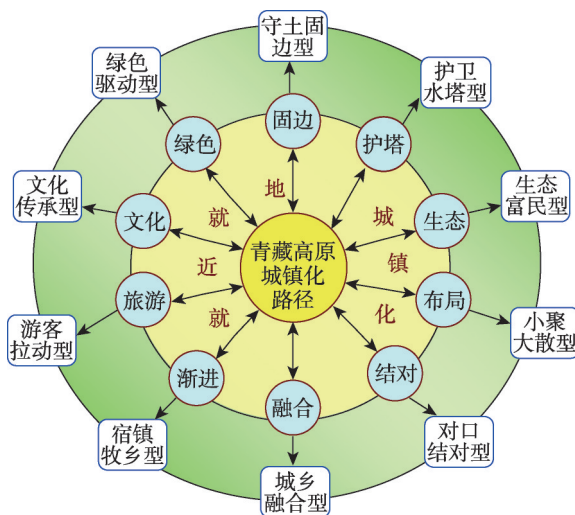 守土固
边型
绿色
驱动型
护卫
水塔型
固边
绿色
护塔
文化
传承型
生态
富民型
地
就
城
文化
生态
青藏高原
城镇化
路径
近
镇
旅游
布局
游客
拉动型
小聚
大散型
就
化
渐进
结对
融合
宿镇
牧乡型
对口
结对型
城乡
融合型